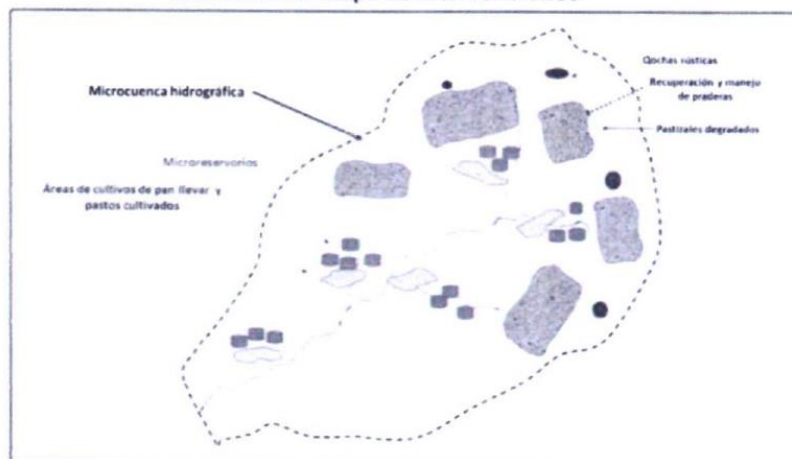 Microcuenca hidrográfica
Qochas rústicas
Recuperación y manejo
de praderas
Pastizales degradados
Microreservorios
Áreas de cultivos de pan llevar y
pastos cultivados